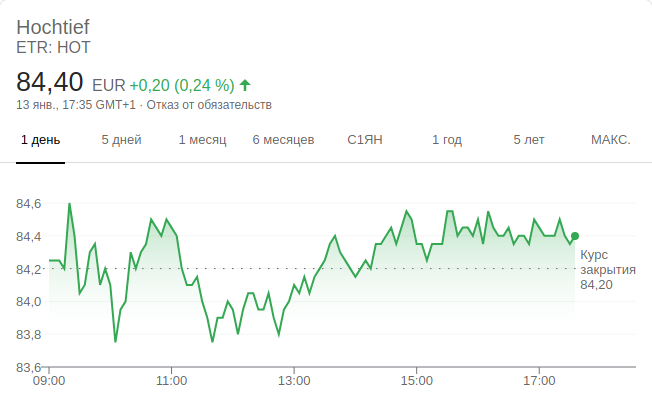 Hochtief
ETR: HOT
84,40 EUR +0,20 (0,24 %)
13 янв., 17:35 GMT+1 · Отказ от обязательств
1 день 5 дней 1 месяц 6 месяцев С1ЯН 1 год 5 лет МАКС.
84,6
84,4
84,2
84,0
83,8
83,6
Курс
закрытия
84,20
09:00 11:00 13:00 15:00 17:00